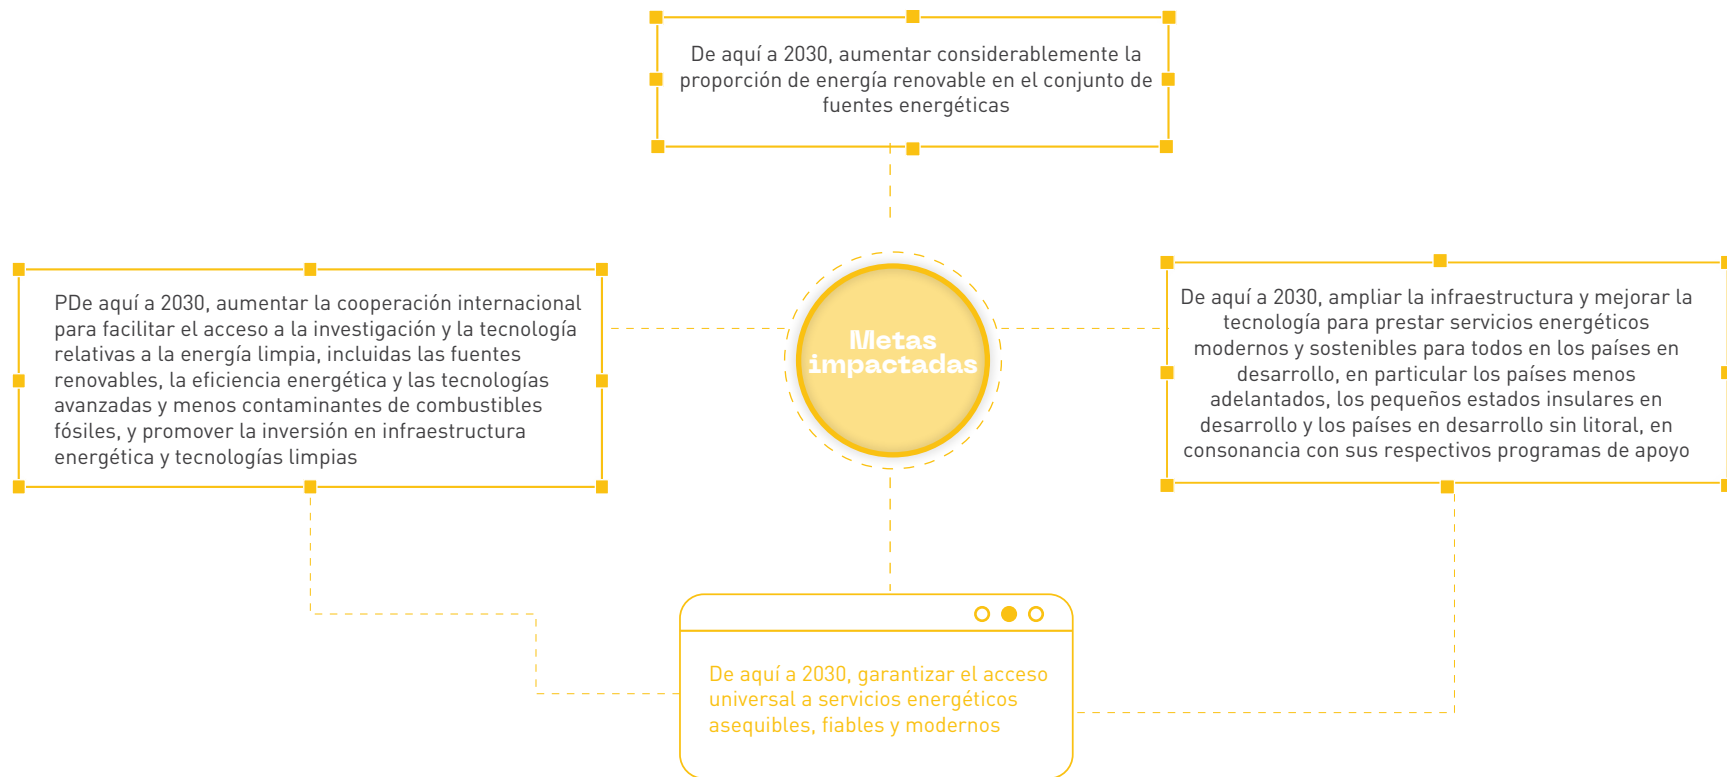 De aquí a 2030, aumentar considerablemente la
proporción de energía renovable en el conjunto de
fuentes energéticas
PDe aquí a 2030, aumentar la cooperación internacional
para facilitar el acceso a la investigación y la tecnología
relativas a la energía limpia, incluidas las fuentes
renovables, la eficiencia energética y las tecnologías
avanzadas y menos contaminantes de combustibles
fósiles, y promover la inversión en infraestructura
energética y tecnologías limpias
Metas
impactadas
De aquí a 2030, ampliar la infraestructura y mejorar la
tecnología para prestar servicios energéticos
modernos y sostenibles para todos en los países en
desarrollo, en particular los países menos
adelantados, los pequeños estados insulares en
desarrollo y los países en desarrollo sin litoral, en
consonancia con sus respectivos programas de apoyo
De aquí a 2030, garantizar el acceso
universal a servicios energéticos
asequibles, fiables y modernos